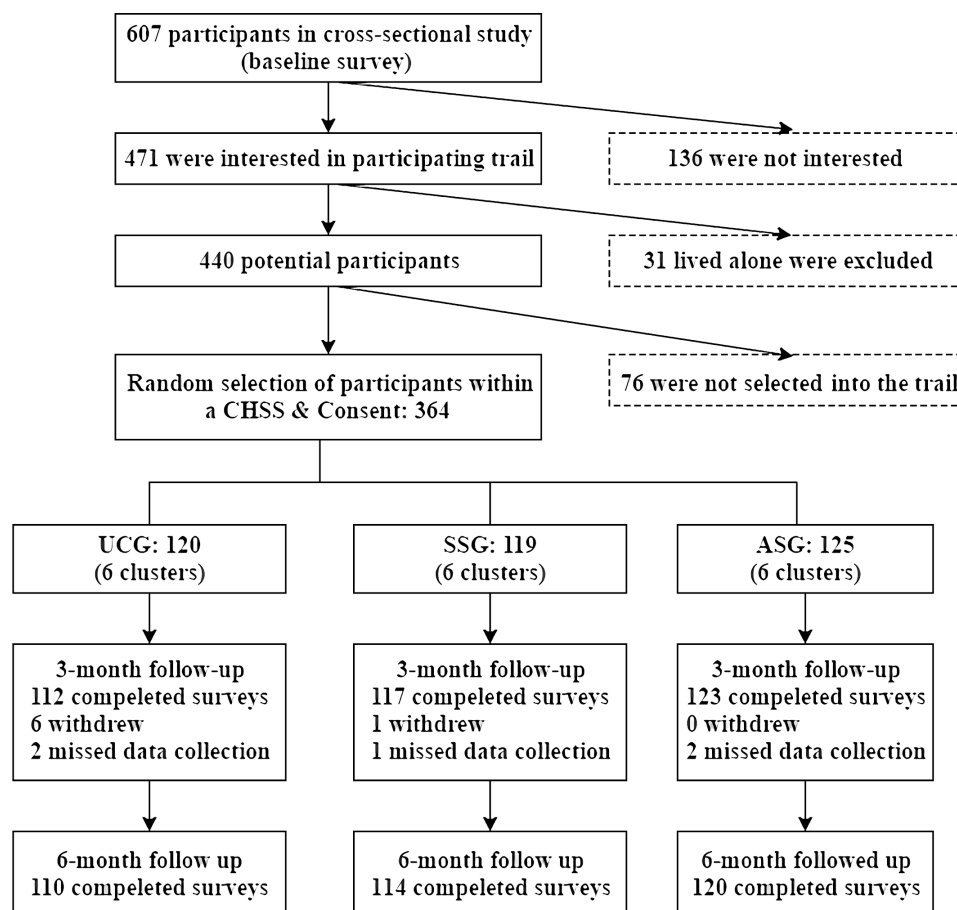 607 participants in cross-sectional study
(baseline survey)
471 were interested in participating trail
136 were not interested
440 potential participants
31 lived alone were excluded
Random selection of participants within
a CHSS & Consent: 364
76 were not selected into the trail
UCG: 120
(6 clusters)
SSG: 119
(6 clusters)
ASG: 125
(6 clusters)
3-month follow-up
112 compeleted surveys
6 withdrew
2 missed data collection
3-month follow-up
117 compeleted surveys
1 withdrew
1 missed data collection
3-month follow-up
123 compeleted surveys
0 withdrew
2 missed data collection
6-month follow up
110 compeleted surveys
6-month follow up
114 compeleted surveys
6-month followed up
120 completed surveys